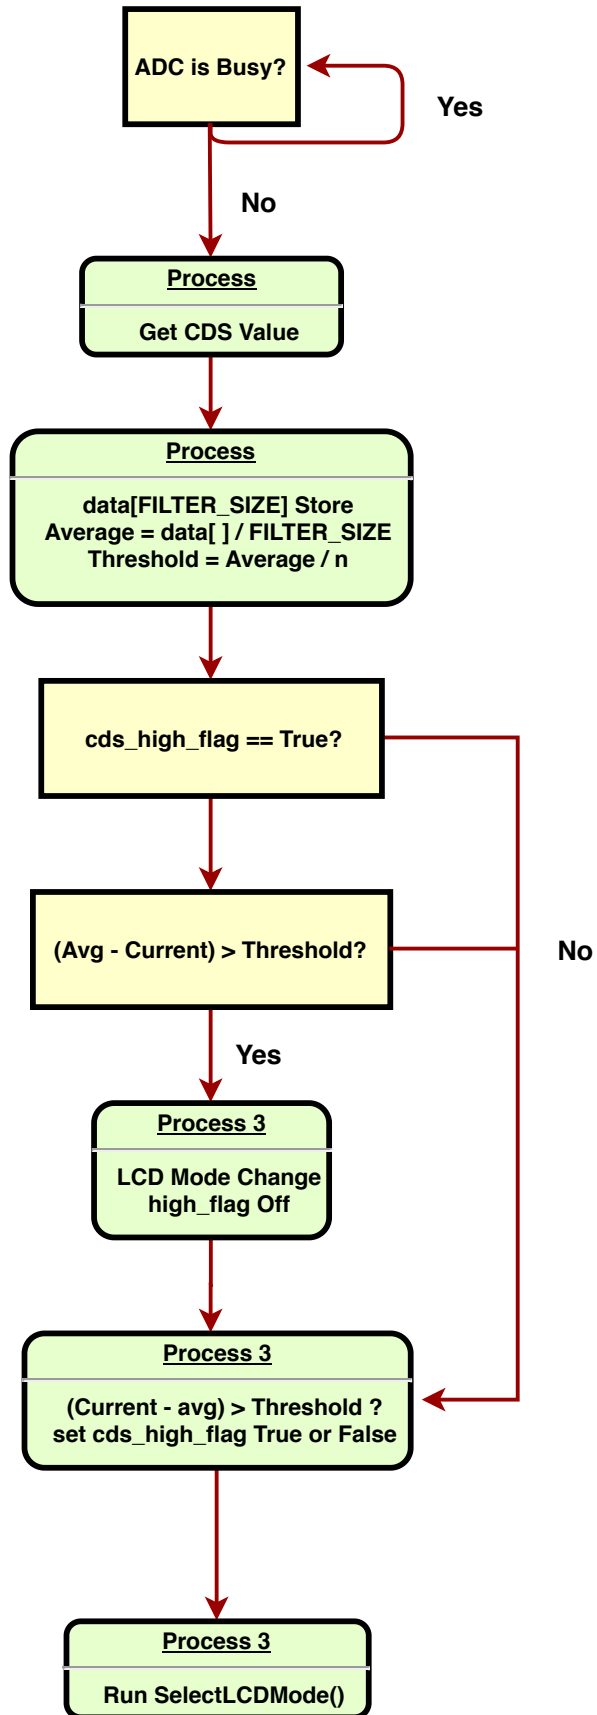 ADC is Busy?
Yes
No
Process
Get CDS Value
Process
data[FILTER_SIZE] Store
Average = data[ ] / FILTER_SIZE
Threshold = Average / n
cds_high_flag == True?
(Avg - Current) > Threshold?
No
Yes
Process 3
LCD Mode Change
high_flag Off
Process 3
(Current - avg) > Threshold ?
set cds_high_flag True or False
Process 3
Run SelectLCDMode()